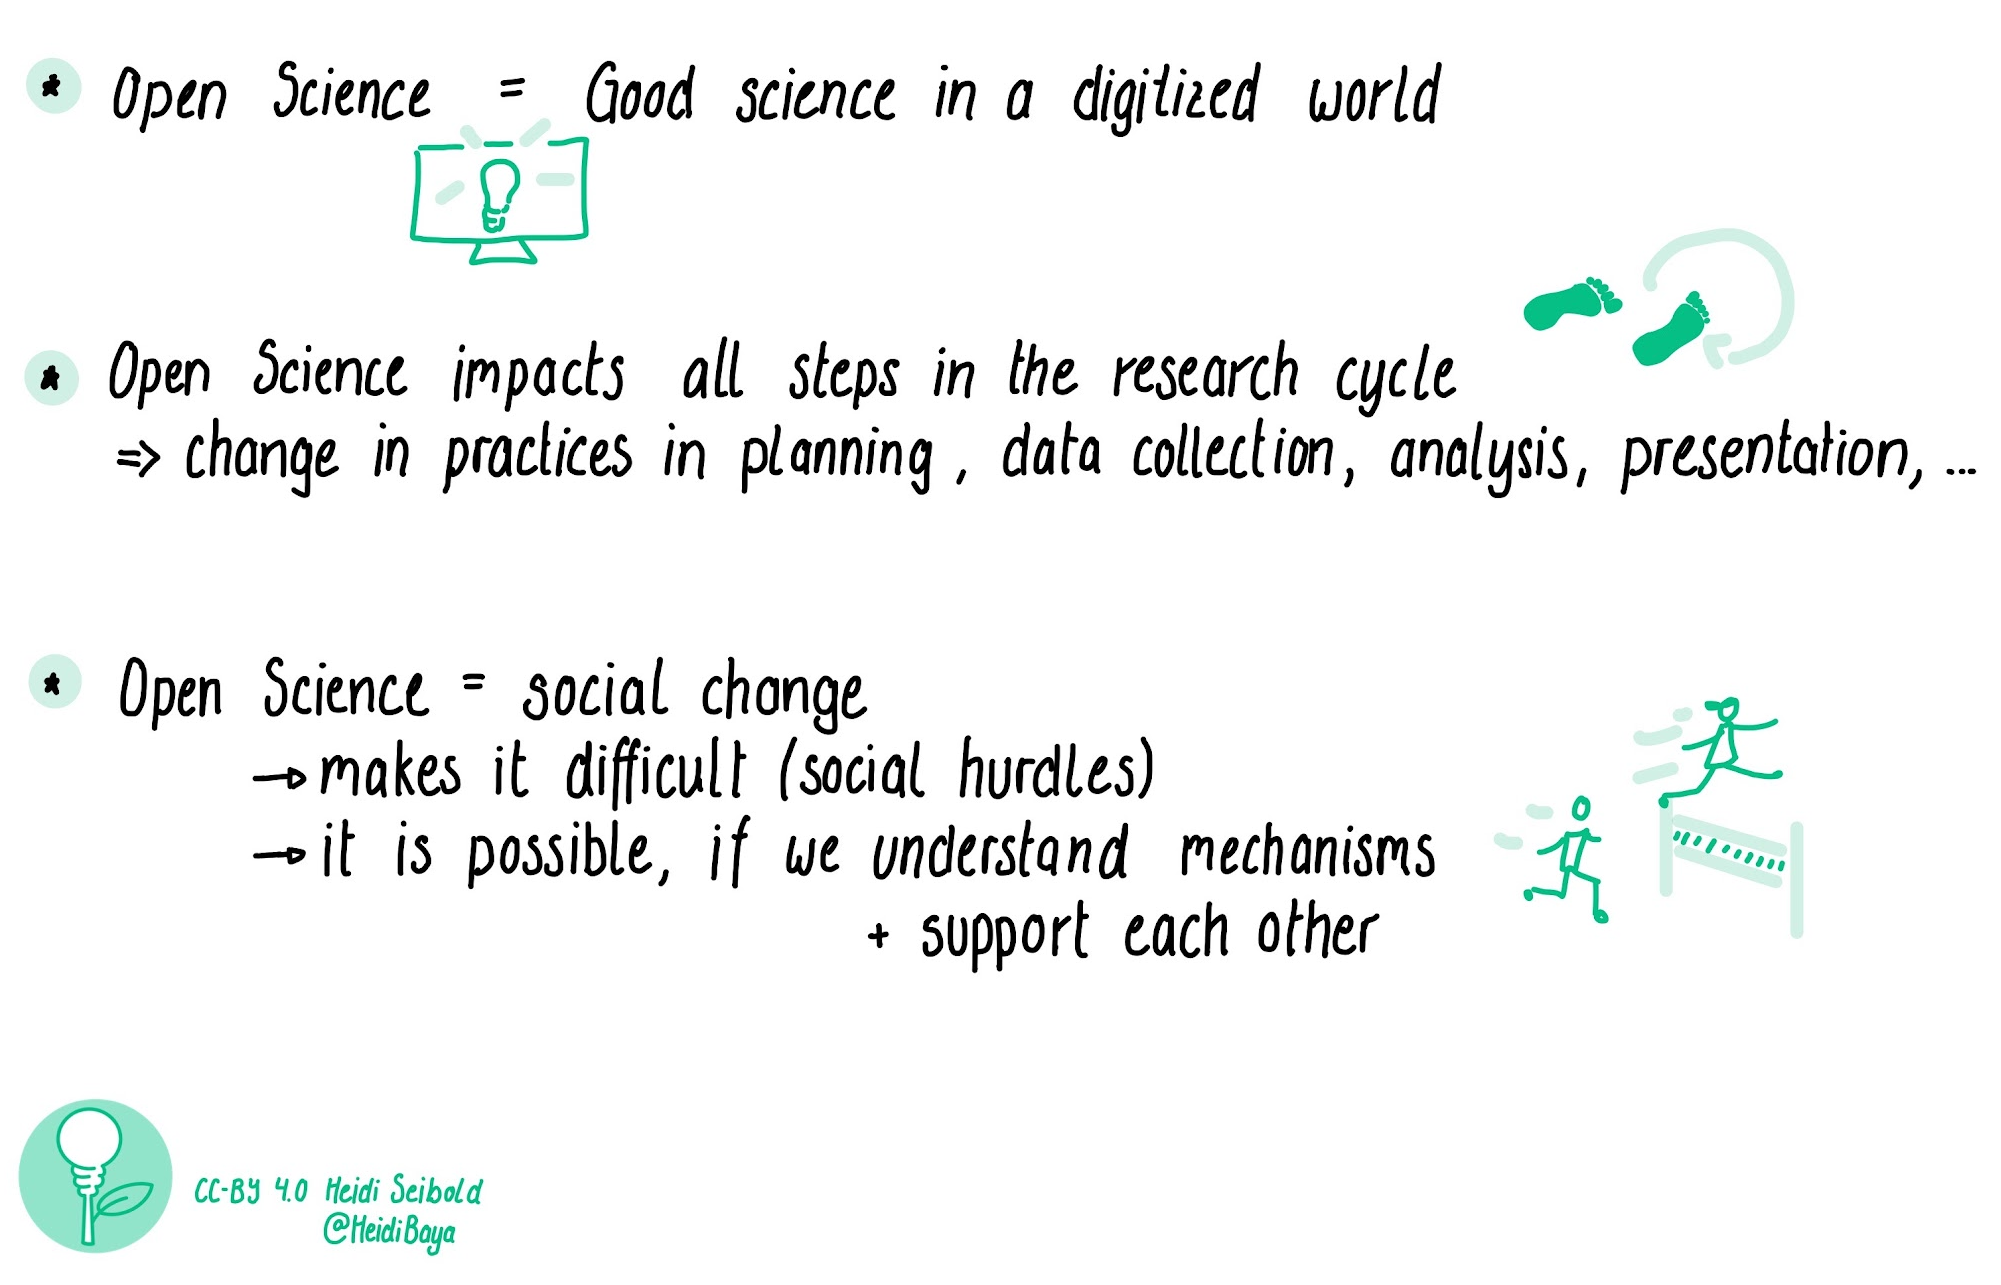 * Open Science = Good science in a digitized world
* Open Science impacts all steps in the research cycle
=> change in practices in planning, data collection, analysis, presentation, ...
* Open Science = social change
→ makes it difficult (social hurdles)
→ it is possible, if we understand mechanisms
+ support each other
CC-BY 4.0 Heidi Seibold
@HeidiBaya